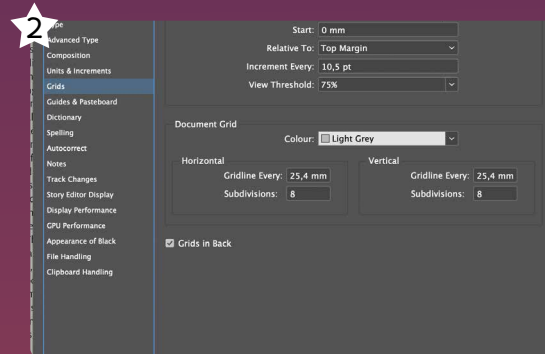 2
Type
Advanced Type
Composition
Units & Increments
Grids
Guides & Pasteboard
Dictionary
Spelling
Autocorrect
Notes
Track Changes
Story Editor Display
Display Performance
GPU Performance
Appearance of Black
File Handling
Clipboard Handling
Start: 0 mm
Relative To: Top Margin
Increment Every: 10,5 pt
View Threshold: 75%
Document Grid
Colour: Light Grey
Horizontal
Gridline Every: 25,4 mm
Subdivisions: 8
Vertical
Gridline Every: 25,4 mm
Subdivisions: 8
Grids in Back